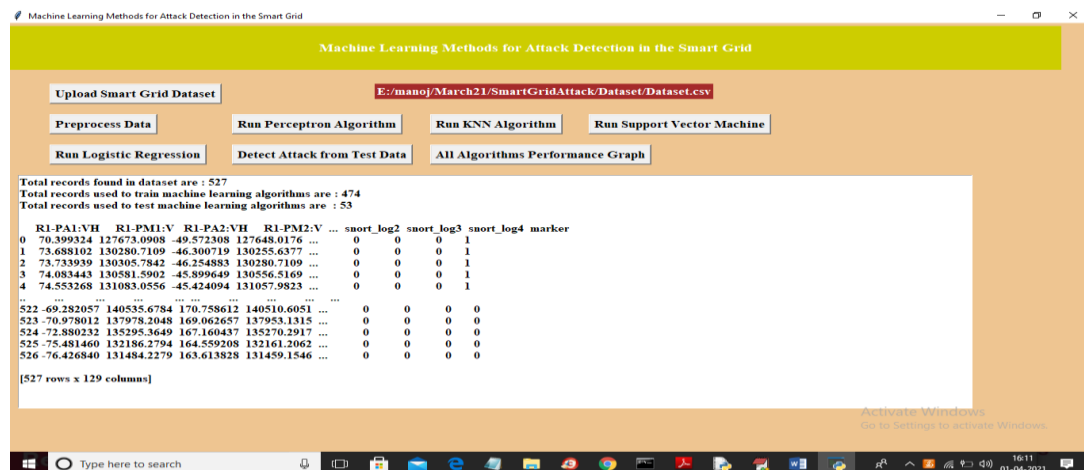 Machine Learning Methods for Attack Detection in the Smart Grid
Machine Learning Methods for Attack Detection in the Smart Grid
Upload Smart Grid Dataset
E:/manoj/March21/SmartGridAttack/Dataset/Dataset.csv
Preprocess Data Run Perceptron Algorithm Run KNN Algorithm Run Support Vector Machine
Run Logistic Regression Detect Attack from Test Data All Algorithms Performance Graph
Total records found in dataset are : 527
Total records used to train machine learning algorithms are : 474
Total records used to test machine learning algorithms are : 53
R1-PA1:VH R1-PM1:V R1-PA2:VH R1-PM2:V ... snort_log2 snort_log3 snort_log4 marker
0 70.399324 127673.0908 -49.572308 127648.0176 ... 0 0 0 1
1 73.688102 130280.7109 -46.300719 130255.6377 ... 0 0 0 1
2 73.733939 130305.7842 -46.254883 130280.7109 ... 0 0 0 1
3 74.083443 130581.5902 -45.899649 130556.5169 ... 0 0 0 1
4 74.553268 131083.0556 -45.424094 131057.9823 ... 0 0 0 1
.. ... ... ... ... ... ... ... ... ...
522 -69.282057 140535.6784 170.758612 140510.6051 ... 0 0 0 0
523 -70.978012 137978.2048 169.062657 137953.1315 ... 0 0 0 0
524 -72.880232 135295.3649 167.160437 135270.2917 ... 0 0 0 0
525 -75.481460 132186.2794 164.559208 132161.2062 ... 0 0 0 0
526 -76.426840 131484.2279 163.613828 131459.1546 ... 0 0 0 0
[527 rows x 129 columns]
Activate Windows
Go to Settings to activate Windows.
Type here to search
16:11
01-04-2021